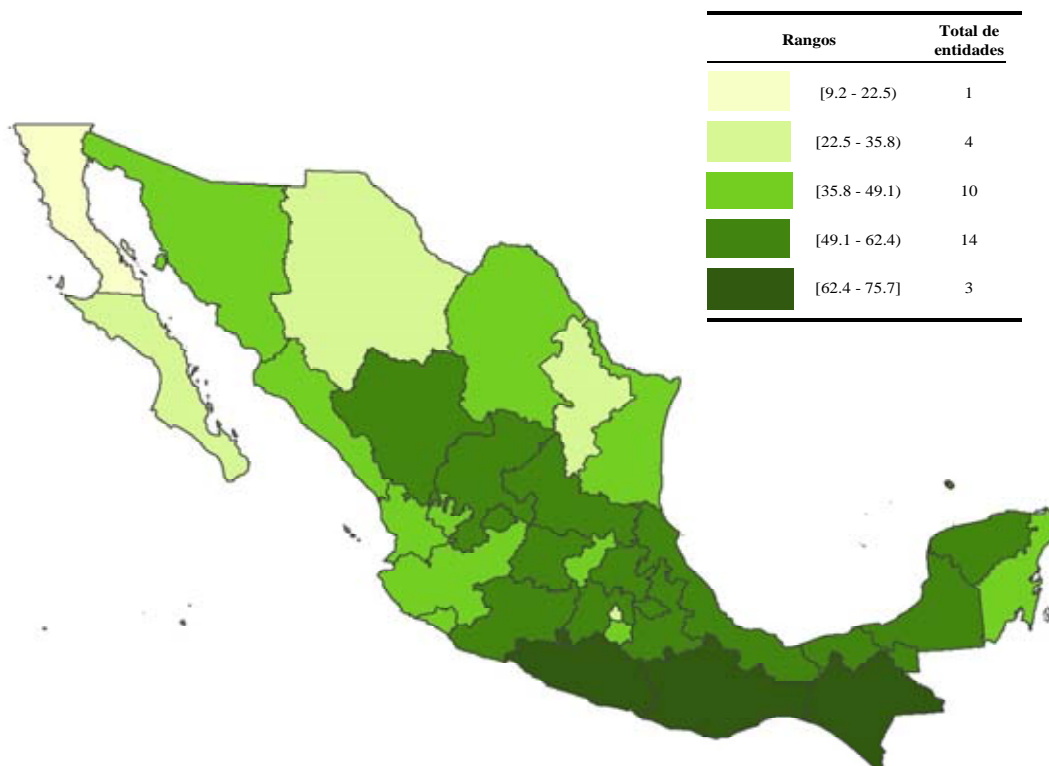 Rangos Total de
entidades
[9.2 - 22.5) 1
[22.5 - 35.8) 4
[35.8 - 49.1) 10
[49.1 - 62.4) 14
[62.4 - 75.7] 3